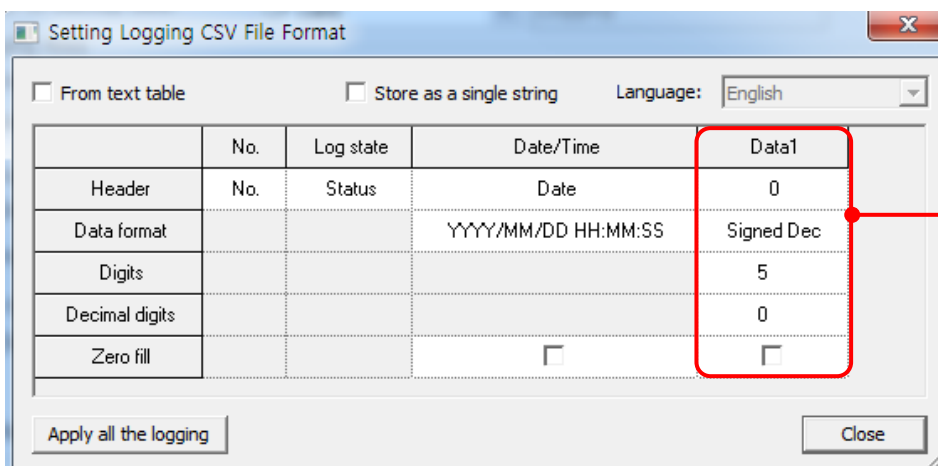 Setting Logging CSV File Format
From text table Store as a single string Language: English
No. Log state Date/Time Data1
Header No. Status Date 0
Data format YYYY/MM/DD HH:MM:SS Signed Dec
Digits 5
Decimal digits 0
Zero fill
Apply all the logging Close